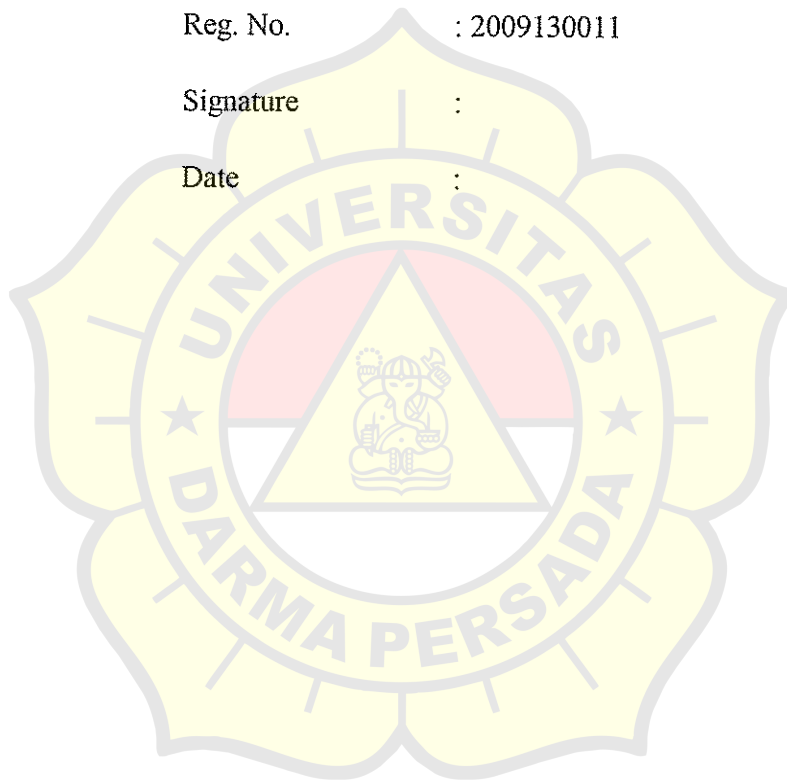 Reg. No. : 2009130011
Signature :
Date :
UNIVERSITAS
DARMA PERSADA